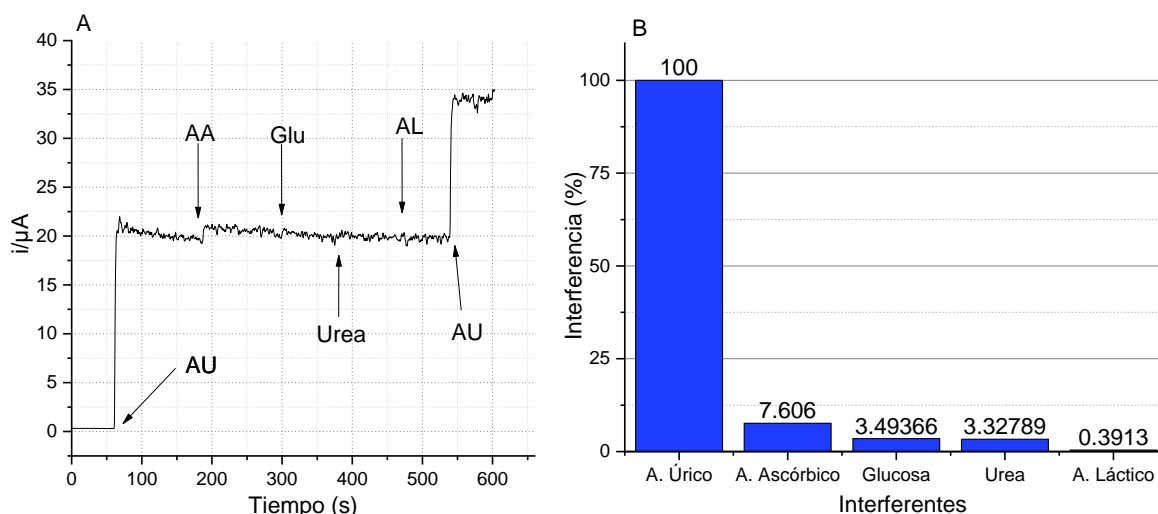 A
40
35
30
25
20
15
10
5
0
i/µA
AA
Glu
AL
Urea
AU
AU
0 100 200 300 400 500 600
Tiempo (s)
B
100
75
50
25
0
Interferencia (%)
100
7.606
3.49366
3.32789
0.3913
A. Úrico A. Ascórbico Glucosa Urea A. Láctico
Interferentes